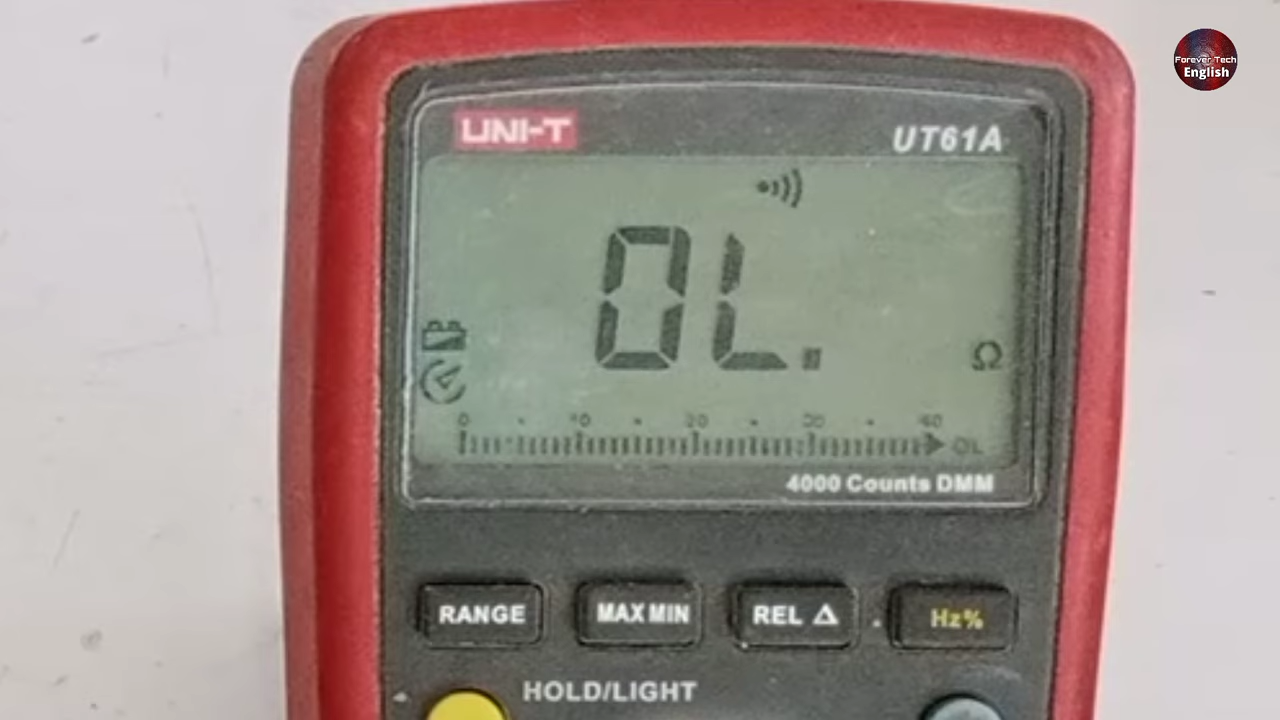 Forever Tech
English
UNI-T
UT61A
OL.
Ω
0 10 20 30 40
OL
4000 Counts DMM
RANGE
MAX MIN
REL Δ
Hz%
HOLD/LIGHT